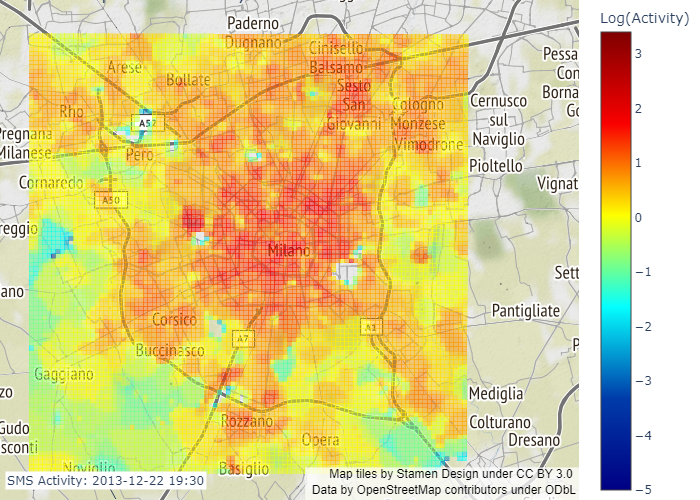 Log(Activity)
Paderno
Dugnano
Cinisello
Balsamo
Arese
Bollate
Sesto
San
Giovanni
Pessa
Con
Borna
Go
Rho
A52
Cologno
Monzese
Cernusco
sul
Naviglio
Pregnana
Milanese
Pero
Vimodrone
Pioltello
Cornaredo
A50
Vignat
reggio
Milano
Sett
ano
Pantigliate
Corsico
A7
A1
P
Buccinasco
Gaggiano
zo
Mediglia
Gudo
sconti
Rozzano
Opera
Colturano
Dresano
Noviglio
Basiglio
3
2
1
0
−1
−2
−3
−4
−5
SMS Activity: 2013-12-22 19:30
Map tiles by Stamen Design under CC BY 3.0
Data by OpenStreetMap contributors under ODbL